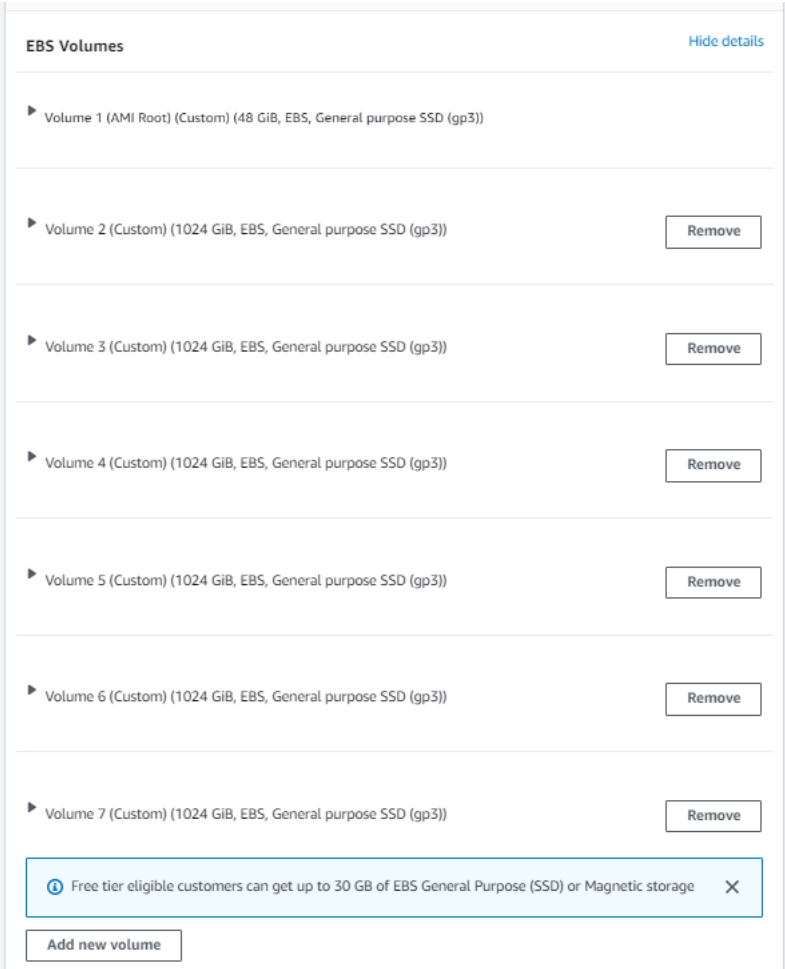 EBS Volumes
Hide details
Volume 1 (AMI Root) (Custom) (48 GiB, EBS, General purpose SSD (gp3))
Volume 2 (Custom) (1024 GiB, EBS, General purpose SSD (gp3))
Remove
Volume 3 (Custom) (1024 GiB, EBS, General purpose SSD (gp3))
Remove
Volume 4 (Custom) (1024 GiB, EBS, General purpose SSD (gp3))
Remove
Volume 5 (Custom) (1024 GiB, EBS, General purpose SSD (gp3))
Remove
Volume 6 (Custom) (1024 GiB, EBS, General purpose SSD (gp3))
Remove
Volume 7 (Custom) (1024 GiB, EBS, General purpose SSD (gp3))
Remove
Free tier eligible customers can get up to 30 GB of EBS General Purpose (SSD) or Magnetic storage
Add new volume